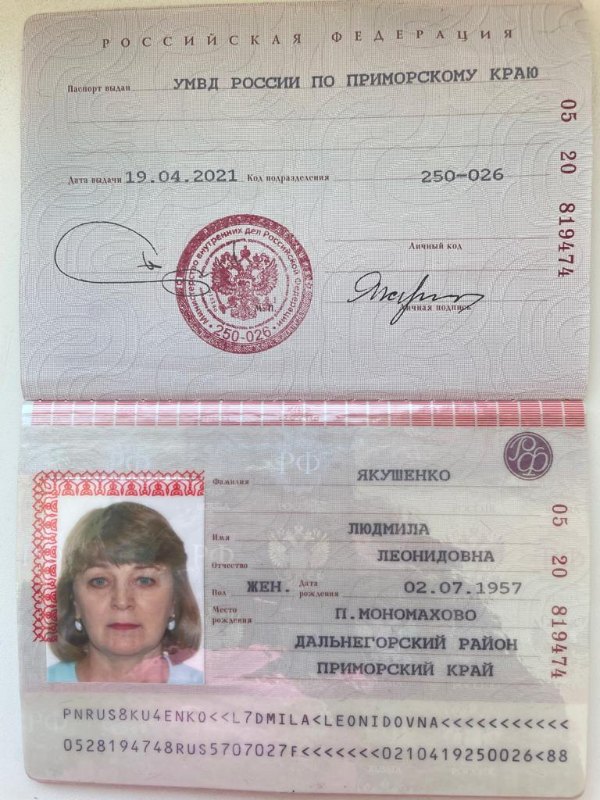 РОССИЙСКАЯ ФЕДЕРАЦИЯ
Паспорт выдан УМВД РОССИИ ПО ПРИМОРСКОМУ КРАЮ
Дата выдачи 19.04.2021 Код подразделения 250-026
05 20 819474
Личный код
Министерство внутренних дел Российской Федерации
М.П.
250-026
Личная подпись
РФ
Фамилия ЯКУШЕНКО
Имя ЛЮДМИЛА
Отчество ЛЕОНИДОВНА
Пол ЖЕН. Дата рождения 02.07.1957
Место рождения П.МОНОМАХОВО
ДАЛЬНЕГОРСКИЙ РАЙОН
ПРИМОРСКИЙ КРАЙ
05 20 819474
PNRUS8KU4ENKO<<L7DMILA<LEONIDOVNA<<<<<<<<<<<
0528194748RUS5707027F<<<<<<<0210419250026<88